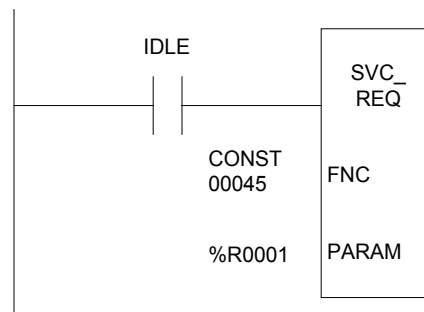 IDLE
SVC_
REQ
CONST
00045
FNC
%R0001
PARAM